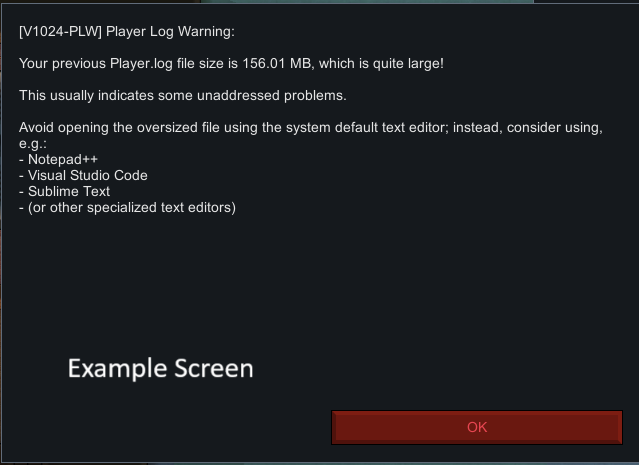 [V1024-PLW] Player Log Warning:
Your previous Player.log file size is 156.01 MB, which is quite large!
This usually indicates some unaddressed problems.
Avoid opening the oversized file using the system default text editor; instead, consider using,
e.g.:
- Notepad++
- Visual Studio Code
- Sublime Text
- (or other specialized text editors)
Example Screen
OK